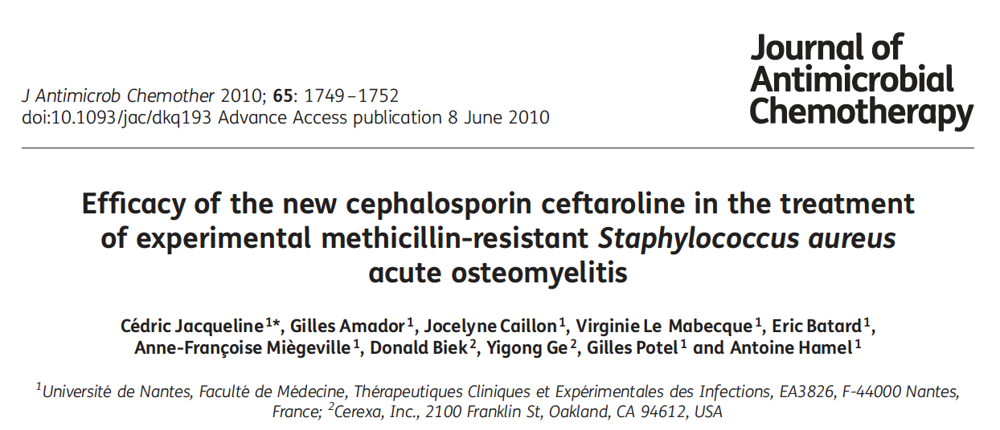 Journal of
Antimicrobial
Chemotherapy
J Antimicrob Chemother 2010; 65: 1749–1752
doi:10.1093/jac/dkq193 Advance Access publication 8 June 2010
Efficacy of the new cephalosporin ceftaroline in the treatment
of experimental methicillin-resistant Staphylococcus aureus
acute osteomyelitis
Cédric Jacqueline1*, Gilles Amador1, Jocelyne Caillon1, Virginie Le Mabecque1, Eric Batard1,
Anne-Françoise Miègeville1, Donald Biek2, Yigong Ge2, Gilles Potel1 and Antoine Hamel1
1Université de Nantes, Faculté de Médecine, Thérapeutiques Cliniques et Expérimentales des Infections, EA3826, F-44000 Nantes,
France; 2Cerexa, Inc., 2100 Franklin St, Oakland, CA 94612, USA